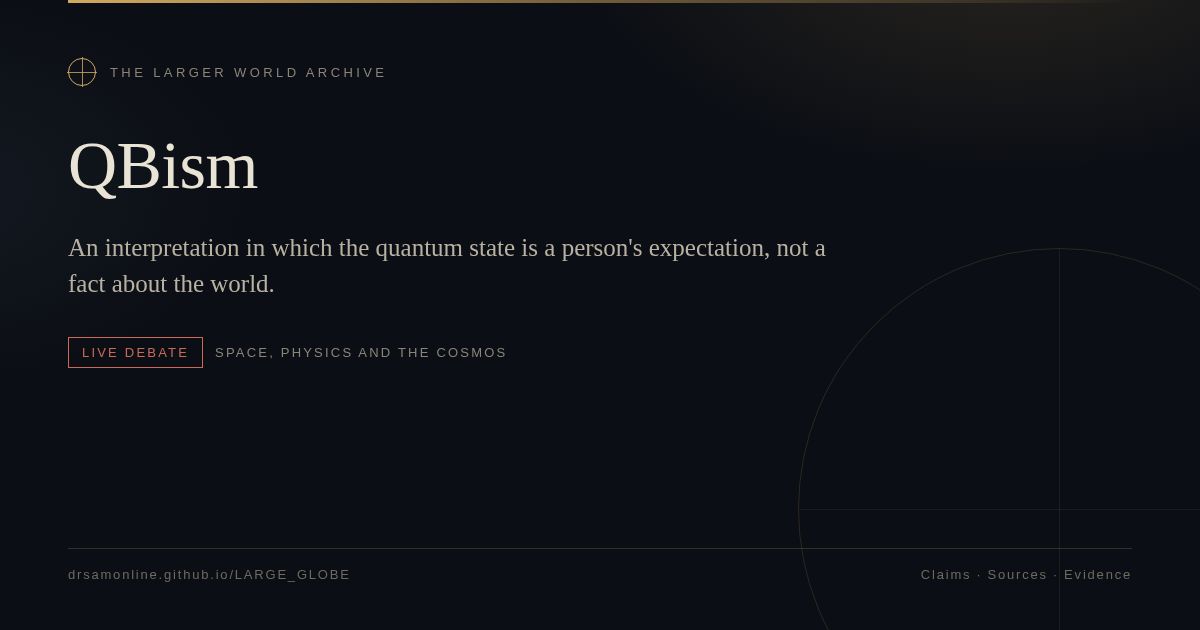 THE LARGER WORLD ARCHIVE
QBism
An interpretation in which the quantum state is a person's expectation, not a
fact about the world.
LIVE DEBATE SPACE, PHYSICS AND THE COSMOS
drsamonline.github.io/LARGE_GLOBE Claims · Sources · Evidence